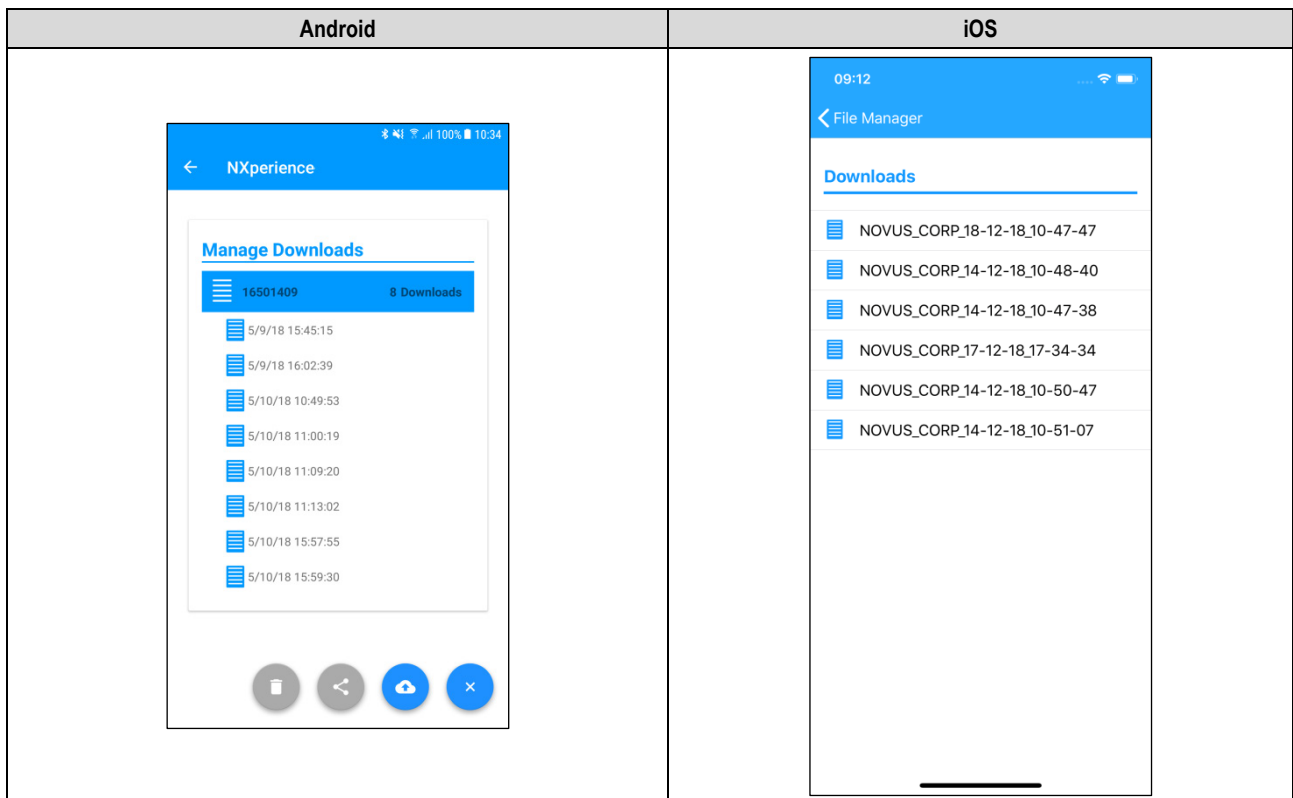 Android
iOS
100% 10:34
NXperience
Manage Downloads
16501409 8 Downloads
5/9/18 15:45:15
5/9/18 16:02:39
5/10/18 10:49:53
5/10/18 11:00:19
5/10/18 11:09:20
5/10/18 11:13:02
5/10/18 15:57:55
5/10/18 15:59:30
09:12
File Manager
Downloads
NOVUS_CORP_18-12-18_10-47-47
NOVUS_CORP_14-12-18_10-48-40
NOVUS_CORP_14-12-18_10-47-38
NOVUS_CORP_17-12-18_17-34-34
NOVUS_CORP_14-12-18_10-50-47
NOVUS_CORP_14-12-18_10-51-07